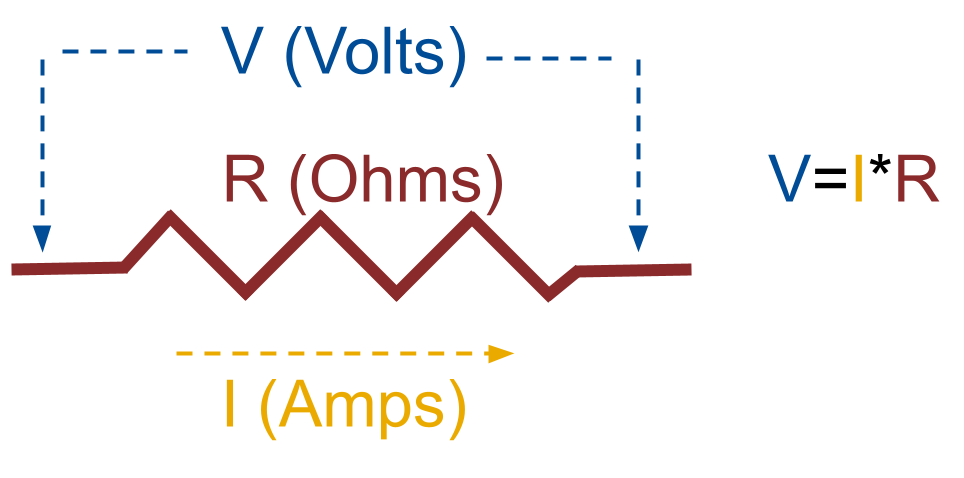 V (Volts)
R (Ohms)
V=I*R
I (Amps)